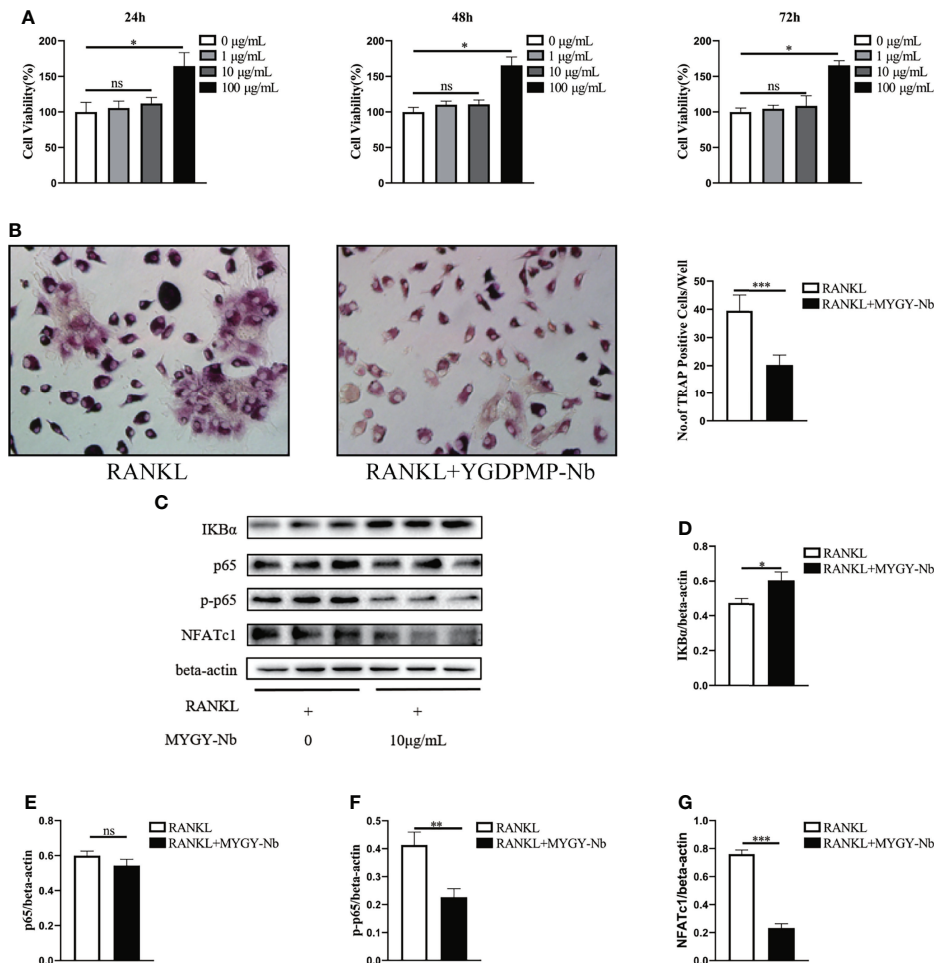 A
24h
48h
72h
Cell Viability(%)
200
150
100
50
0
*
ns
0 μg/mL
1 μg/mL
10 μg/mL
100 μg/mL
Cell Viability(%)
200
150
100
50
0
*
ns
0 μg/mL
1 μg/mL
10 μg/mL
100 μg/mL
Cell Viability(%)
200
150
100
50
0
*
ns
0 μg/mL
1 μg/mL
10 μg/mL
100 μg/mL
B
RANKL
RANKL+YGDPMP-Nb
No.of TRAP Positive Cells/Well
50
40
30
20
10
0
***
RANKL
RANKL+MYGY-Nb
C
IKBα
p65
p-p65
NFATc1
beta-actin
RANKL
+
+
MYGY-Nb
0
10μg/mL
D
IKBα/beta-actin
0.8
0.6
0.4
0.2
0.0
*
RANKL
RANKL+MYGY-Nb
E
p65/beta-actin
0.8
0.6
0.4
0.2
0.0
ns
RANKL
RANKL+MYGY-Nb
F
p-p65/beta-actin
0.5
0.4
0.3
0.2
0.1
0.0
**
RANKL
RANKL+MYGY-Nb
G
NFATc1/beta-actin
1.0
0.8
0.6
0.4
0.2
0.0
***
RANKL
RANKL+MYGY-Nb